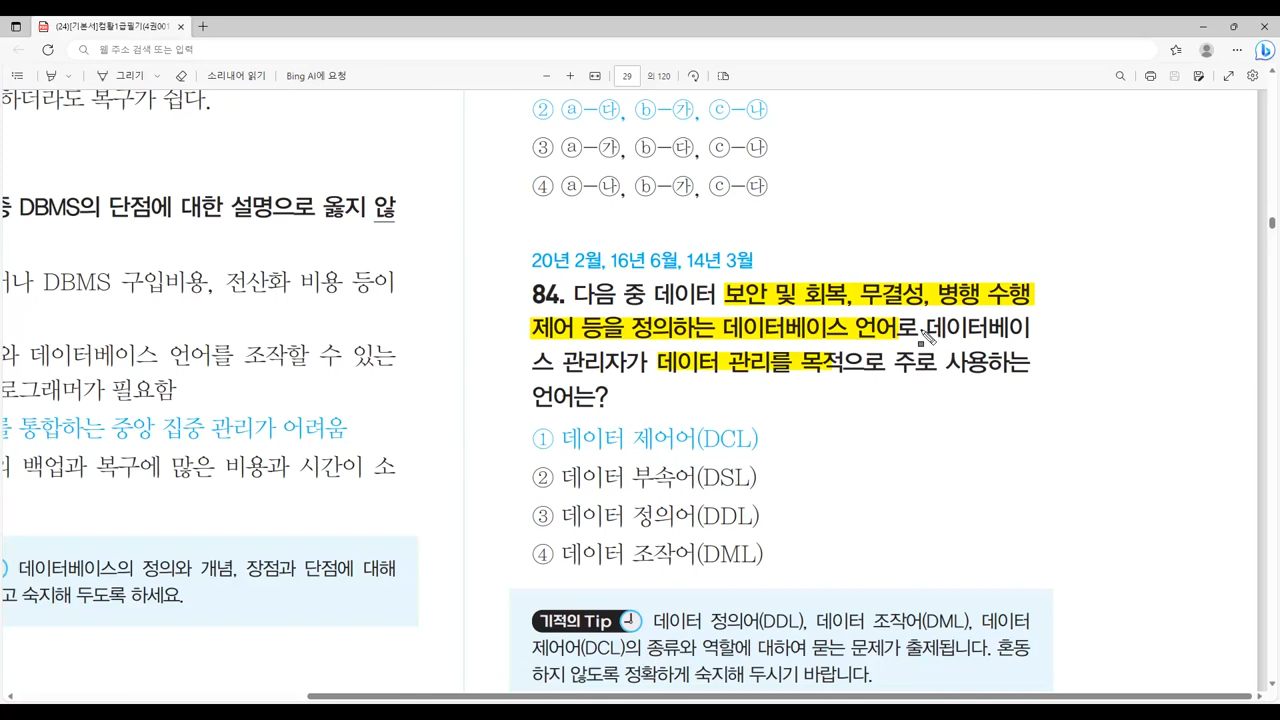 (24)[기본서]컴활1급필기(4권001
웹 주소 검색 또는 입력
그리기
소리내어 읽기
Bing AI에 요청
29
의 120
하더라도 복구가 쉽다.
DBMS의 단점에 대한 설명으로 옳지 않
DBMS 구입비용, 전산화 비용 등이
와 데이터베이스 언어를 조작할 수 있는
로그래머가 필요함
통합하는 중앙 집중 관리가 어려움
백업과 복구에 많은 비용과 시간이 소
데이터베이스의 정의와 개념, 장점과 단점에 대해
고 숙지해 두도록 하세요.
② ⓐ-㉰, ⓑ-㉮, ⓒ-㉯
③ ⓐ-㉮, ⓑ-㉰, ⓒ-㉯
④ ⓐ-㉯, ⓑ-㉮, ⓒ-㉰
20년 2월, 16년 6월, 14년 3월
84. 다음 중 데이터 보안 및 회복, 무결성, 병행 수행
제어 등을 정의하는 데이터베이스 언어로 데이터베이
스 관리자가 데이터 관리를 목적으로 주로 사용하는
언어는?
① 데이터 제어어(DCL)
② 데이터 부속어(DSL)
③ 데이터 정의어(DDL)
④ 데이터 조작어(DML)
기적의 Tip 데이터 정의어(DDL), 데이터 조작어(DML), 데이터
제어어(DCL)의 종류와 역할에 대하여 묻는 문제가 출제됩니다. 혼동
하지 않도록 정확하게 숙지해 두시기 바랍니다.